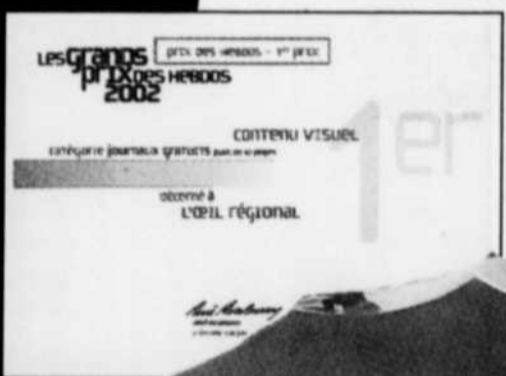 Les grands
prix des hebdos - 1er prix
prix des hebdos
2002
1er
contenu visuel
catégorie journaux gratuits
décerné à
L'œil régional